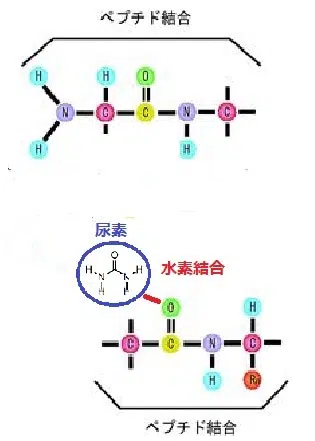 ペプチド結合
H H O
N G C N C
H H
尿素
水素結合
O
H N N H
H H
O H
C C N C
H R
ペプチド結合